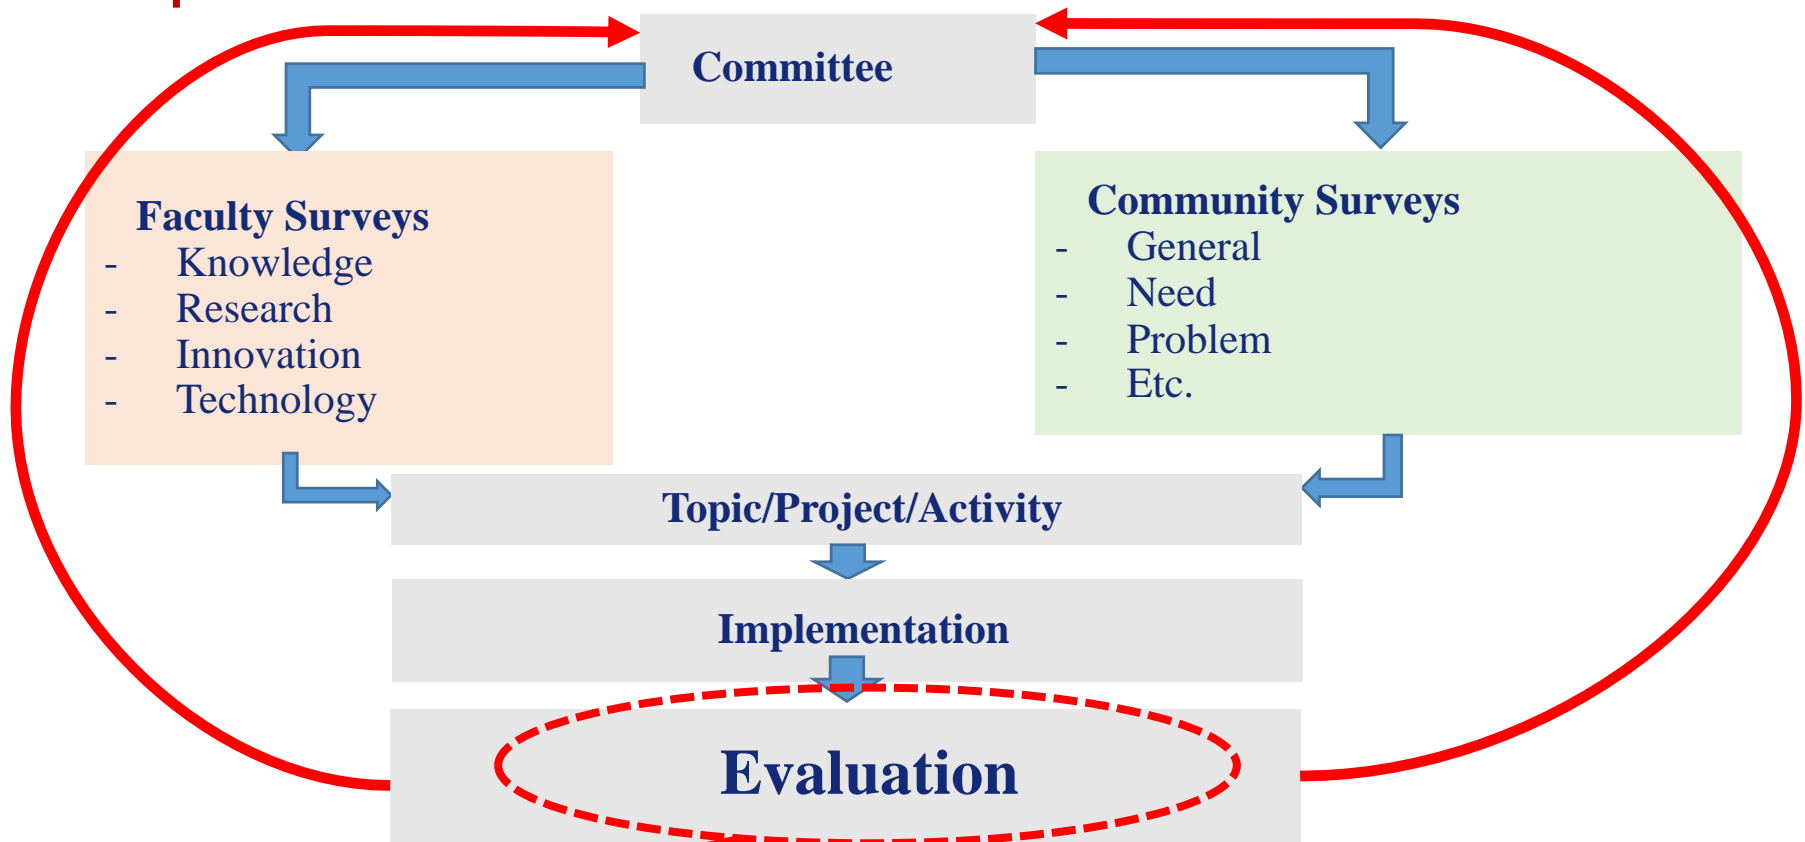 Committee
Faculty Surveys
- Knowledge
- Research
- Innovation
- Technology
Community Surveys
- General
- Need
- Problem
- Etc.
Topic/Project/Activity
Implementation
Evaluation